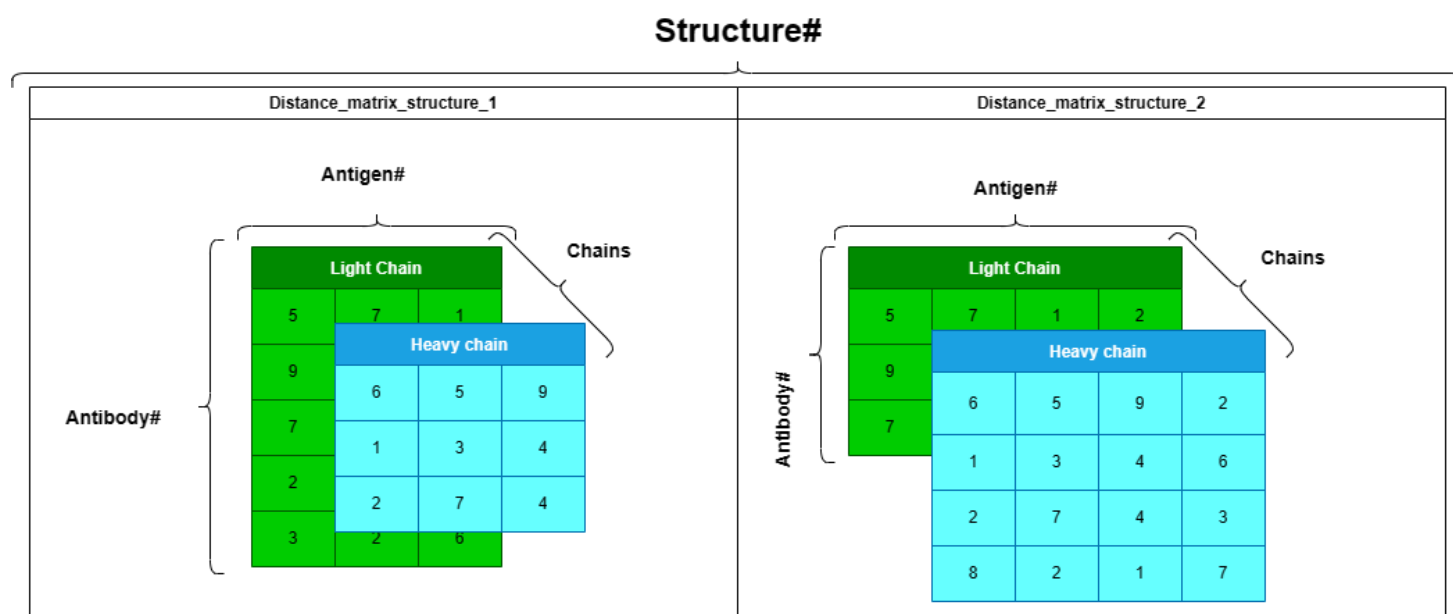 Structure#
Distance_matrix_structure_1
Distance_matrix_structure_2
Antigen#
Antibody#
Chains
Light Chain
5 7 1
9
7
2
3 2 6
Heavy chain
6 5 9
1 3 4
2 7 4
Antigen#
Antibody#
Chains
Light Chain
5 7 1 2
9
7
Heavy chain
6 5 9 2
1 3 4 6
2 7 4 3
8 2 1 7